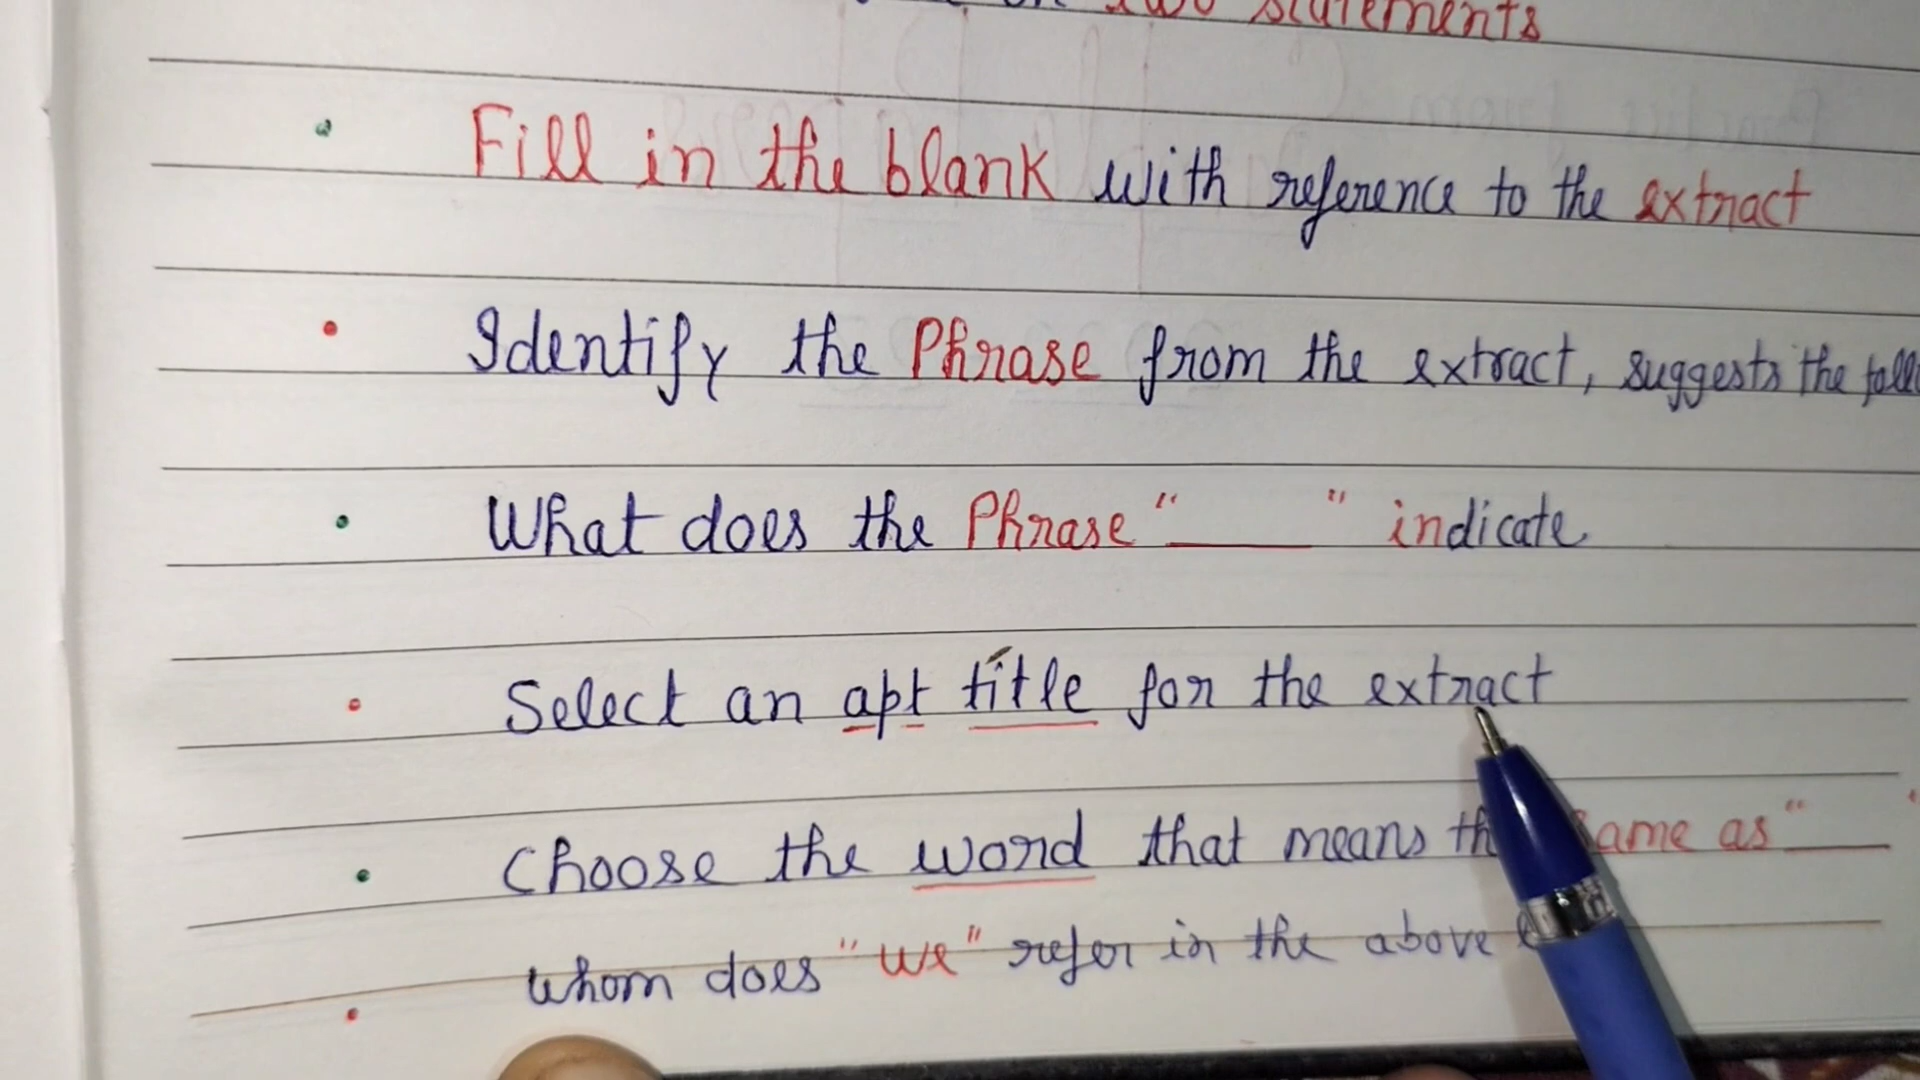 two statements
• Fill in the blank with reference to the extract
• Identify the Phrase from the extract, suggests the
• What does the Phrase "____" indicate
• Select an apt title for the extract
• Choose the word that means same as "____"
• whom does "we" refer in the above